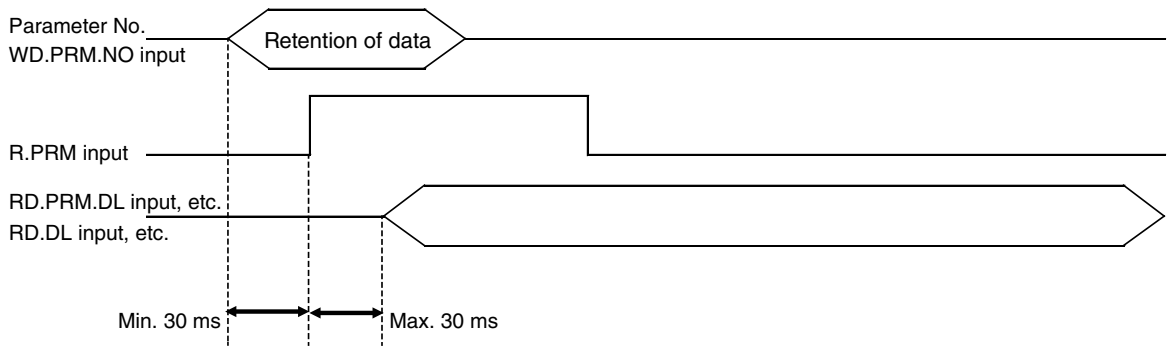 Parameter No.
WD.PRM.NO input
Retention of data
R.PRM input
RD.PRM.DL input, etc.
RD.DL input, etc.
Min. 30 ms
Max. 30 ms